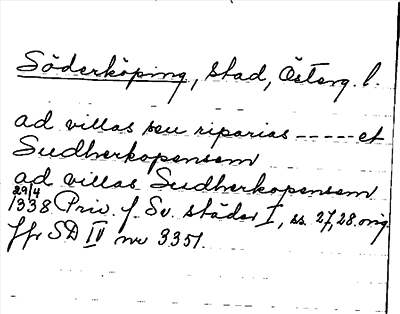 Söderköping, stad, Österg. l.
ad villas seu riparias ----- et
Sudherkopensem
ad villas Sudherkopensem
29/4
1338 Priv. f. Sv. städer I, ss. 27, 28. orig.
ffr SD IV nr 3351.